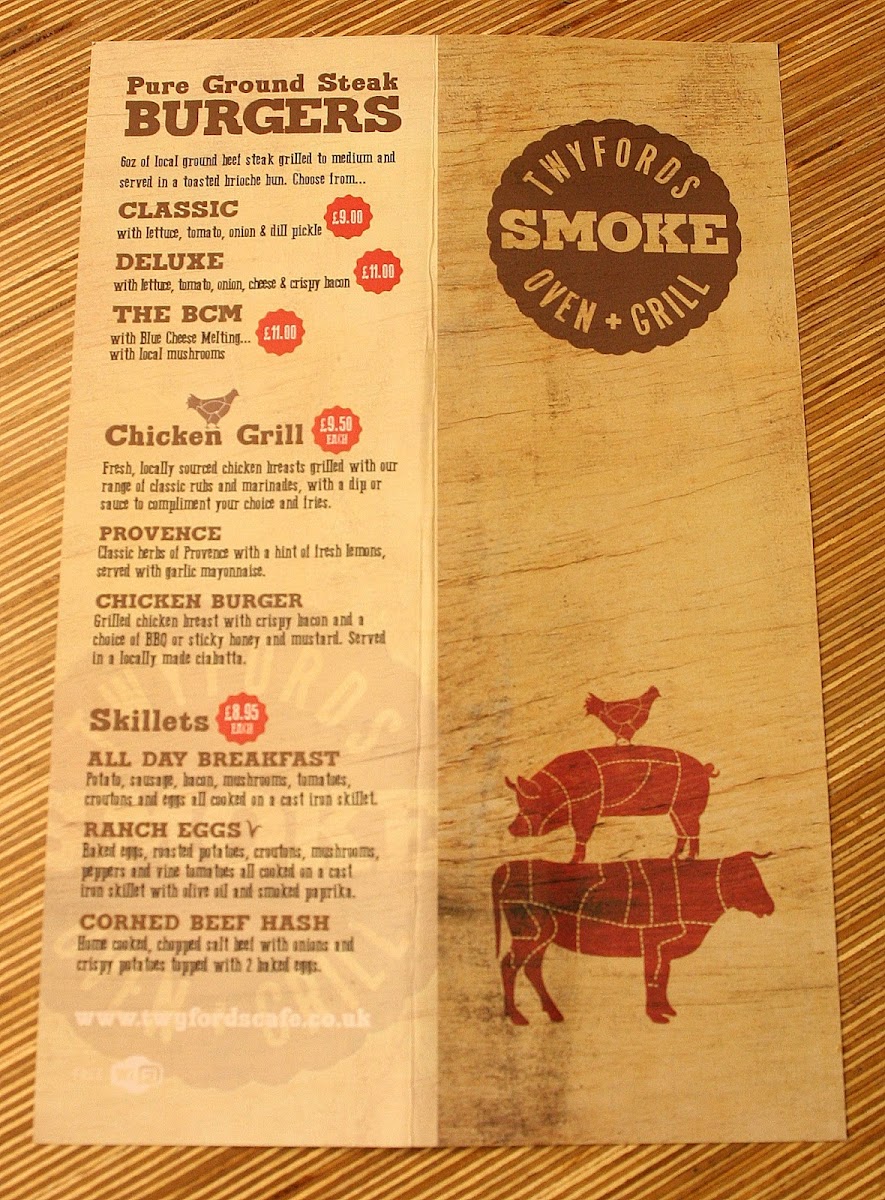 Pure Ground Steak
BURGERS
6oz of local ground beef steak grilled to medium and
served in a toasted brioche bun. Choose from...
CLASSIC
with lettuce, tomato, onion & dill pickle
£9.00
DELUXE
with lettuce, tomato, onion, cheese & crispy bacon
£11.00
THE BCM
with Blue Cheese Melting...
with local mushrooms
£11.00
Chicken Grill
£9.50
EACH
Fresh, locally sourced chicken breasts grilled with our
range of classic rubs and marinades, with a dip or
sauce to compliment your choice and fries.
PROVENCE
Classic herbs of Provence with a hint of fresh lemons,
served with garlic mayonnaise.
CHICKEN BURGER
Grilled chicken breast with crispy bacon and a
choice of BBQ or sticky honey and mustard. Served
in a locally made ciabatta.
Skillets
£8.95
EACH
ALL DAY BREAKFAST
Potato, sausage, bacon, mushrooms, tomatoes,
croutons and eggs all cooked on a cast iron skillet.
RANCH EGGS V
Baked eggs, roasted potatoes, croutons, mushrooms,
peppers and vine tomatoes all cooked on a cast
iron skillet with olive oil and smoked paprika.
CORNED BEEF HASH
Home cooked, chopped salt beef with onions and
crispy potatoes topped with 2 baked eggs.
www.twyfordscafe.co.uk
FREE Wi Fi
TWYFORDS
SMOKE
OVEN + GRILL
TWYFORDS
SMOKE
OVEN + GRILL